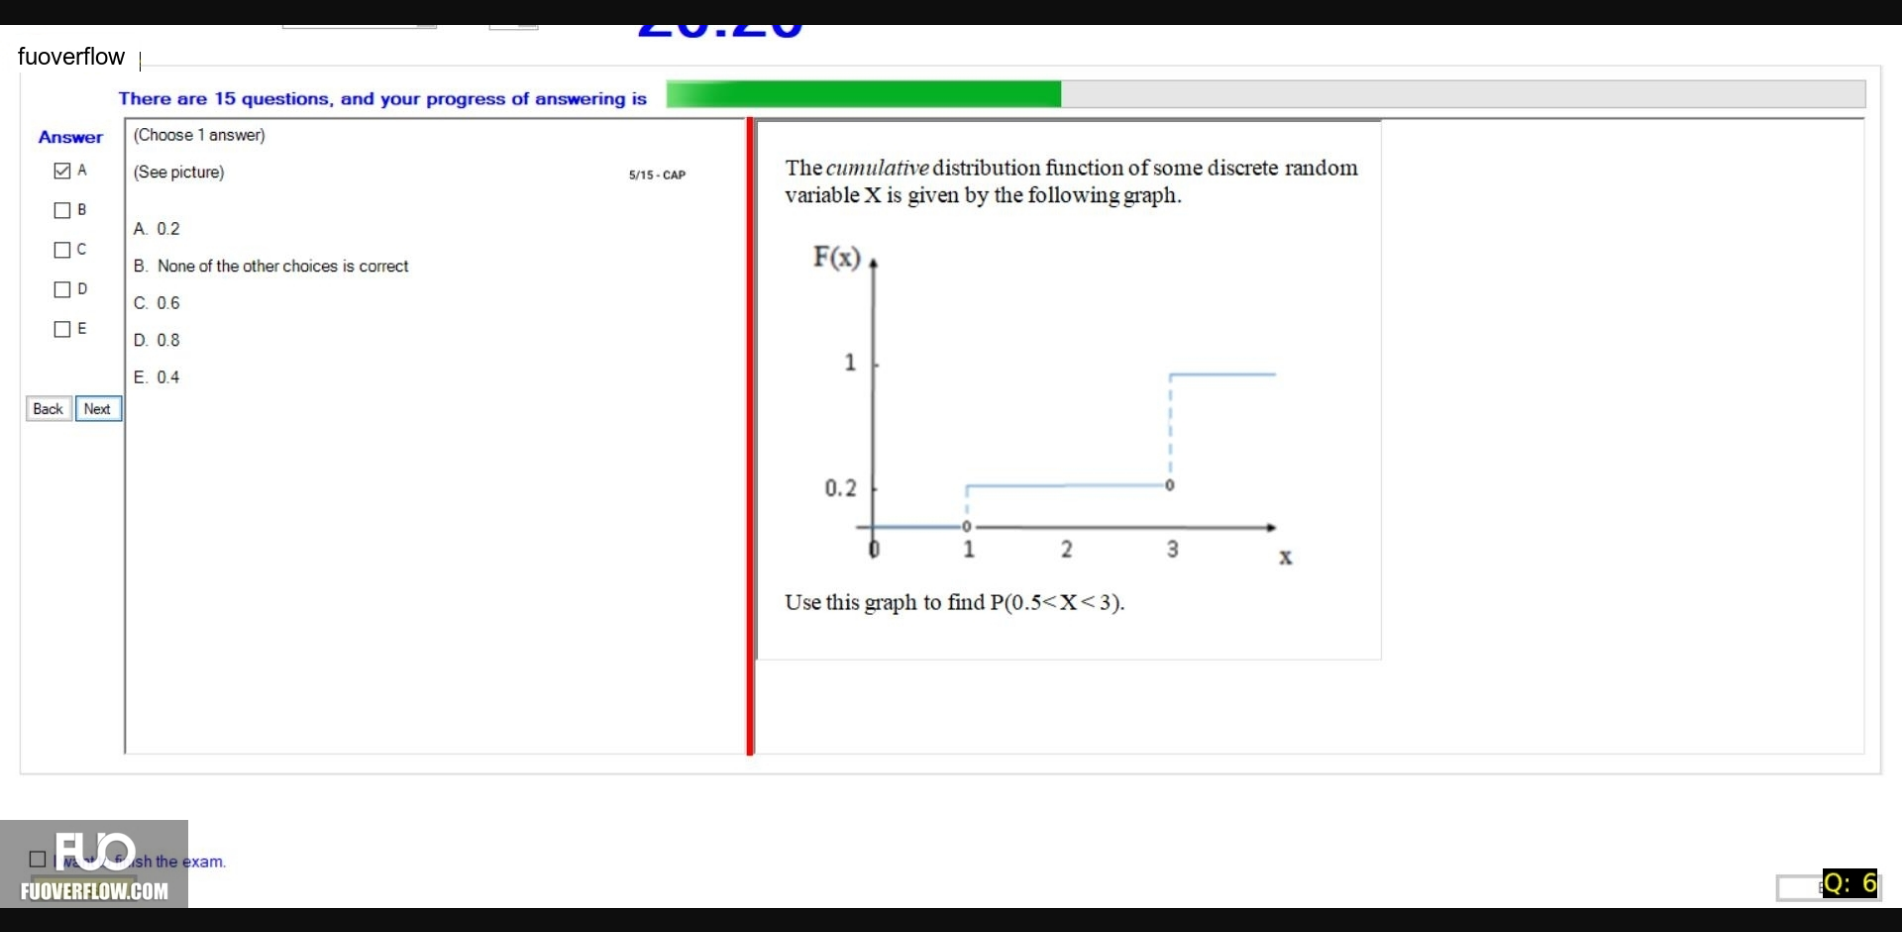 fuoverflow
There are 15 questions, and your progress of answering is
Answer
A
B
C
D
E
Back Next
(Choose 1 answer)
(See picture)
5/15 - CAP
A. 0.2
B. None of the other choices is correct
C. 0.6
D. 0.8
E. 0.4
The cumulative distribution function of some discrete random
variable X is given by the following graph.
F(x)
1
0.2
0 1 2 3
x
Use this graph to find P(0.5<X<3).
FUO
the exam.
FUOVERFLOW.COM
Q: 6